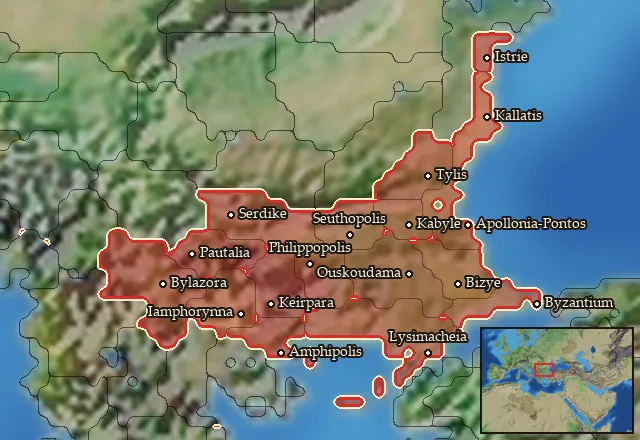 Istrie
Kallatis
Tylis
Serdike
Seuthopolis
Kabyle
Apollonia-Pontos
Pautalia
Philippopolis
Ouskoudama
Bylazora
Bizye
Keirpara
Byzantium
Iamphorynna
Lysimacheia
Amphipolis